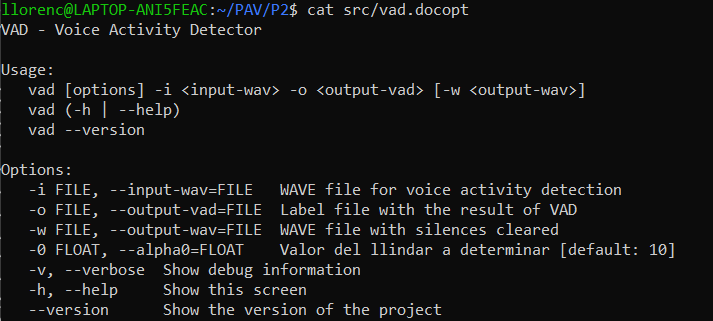 llorenc@LAPTOP-ANI5FEAC:~/PAV/P2$ cat src/vad.docopt
VAD - Voice Activity Detector

Usage:
   vad [options] -i <input-wav> -o <output-vad> [-w <output-wav>]
   vad (-h | --help)
   vad --version

Options:
   -i FILE, --input-wav=FILE   WAVE file for voice activity detection
   -o FILE, --output-vad=FILE  Label file with the result of VAD
   -w FILE, --output-wav=FILE  WAVE file with silences cleared
   -0 FLOAT, --alpha0=FLOAT    Valor del llindar a determinar [default: 10]
   -v, --verbose  Show debug information
   -h, --help     Show this screen
   --version      Show the version of the project